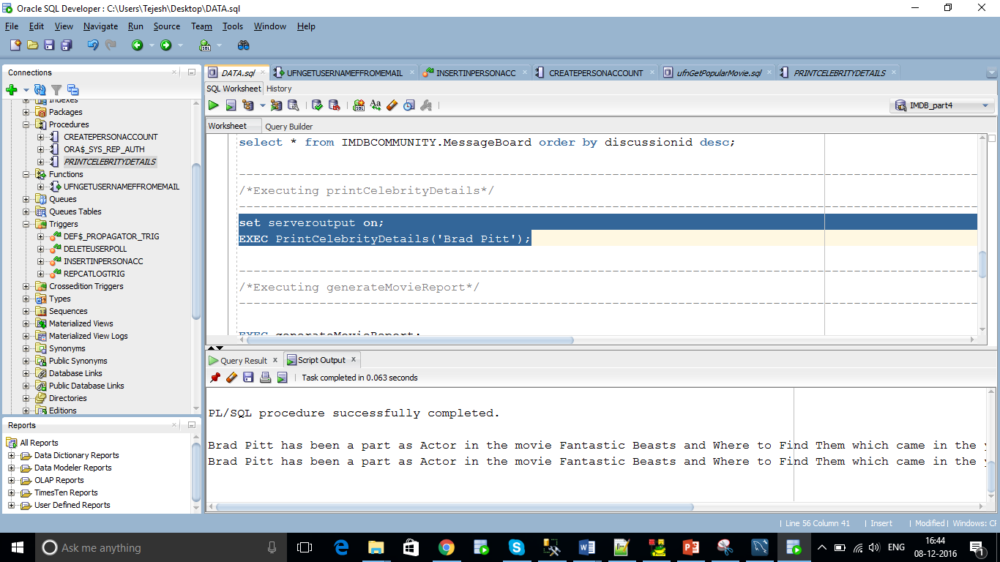 Oracle SQL Developer : C:\Users\Tejesh\Desktop\DATA.sql
File Edit View Navigate Run Source Team Tools Window Help
Connections
Indexes
Packages
Procedures
CREATEPERSONACCOUNT
ORA$_SYS_REP_AUTH
PRINTCELEBRITYDETAILS
Functions
UFNGETUSERNAMEFFROMEMAIL
Queues
Queues Tables
Triggers
DEF$_PROPAGATOR_TRIG
DELETEUSERPOLL
INSERTINPERSONACC
REPCATLOGTRIG
Crossedition Triggers
Types
Sequences
Materialized Views
Materialized View Logs
Synonyms
Public Synonyms
Database Links
Public Database Links
Directories
Editions
Reports
All Reports
Data Dictionary Reports
Data Modeler Reports
OLAP Reports
TimesTen Reports
User Defined Reports
DATA.sql UFNGETUSERNAMEFFROMEMAIL INSERTINPERSONACC CREATEPERSONACCOUNT ufnGetPopularMovie.sql PRINTCELEBRITYDETAILS
SQL Worksheet History
IMDB_part4
Worksheet Query Builder
select * from IMDBCOMMUNITY.MessageBoard order by discussionid desc;
/*Executing printCelebrityDetails*/
set serveroutput on;
EXEC PrintCelebrityDetails('Brad Pitt');
/*Executing generateMovieReport*/
EXEC generateMovieReport;
Query Result x Script Output x
Task completed in 0.063 seconds
PL/SQL procedure successfully completed.
Brad Pitt has been a part as Actor in the movie Fantastic Beasts and Where to Find Them which came in the
Brad Pitt has been a part as Actor in the movie Fantastic Beasts and Where to Find Them which came in the
Line 56 Column 41 | Insert | Modified | Windows: CR
Ask me anything
ENG
16:44
08-12-2016
1